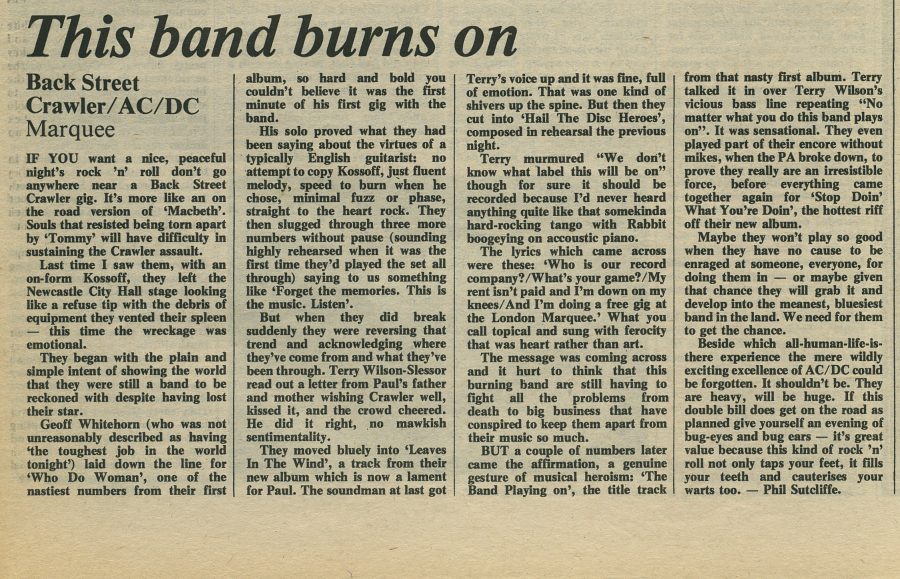 This band burns on
Back Street
Crawler/AC/DC
Marquee
IF YOU want a nice, peaceful
night's rock 'n' roll don't go
anywhere near a Back Street
Crawler gig. It's more like an on
the road version of 'Macbeth'.
Souls that resisted being torn apart
by 'Tommy' will have difficulty in
sustaining the Crawler assault.
Last time I saw them, with an
on-form Kossoff, they left the
Newcastle City Hall stage looking
like a refuse tip with the debris of
equipment they vented their spleen
— this time the wreckage was
emotional.
They began with the plain and
simple intent of showing the world
that they were still a band to be
reckoned with despite having lost
their star.
Geoff Whitehorn (who was not
unreasonably described as having
'the toughest job in the world
tonight') laid down the line for
'Who Do Woman', one of the
nastiest numbers from their first
album, so hard and bold you
couldn't believe it was the first
minute of his first gig with the
band.
His solo proved what they had
been saying about the virtues of a
typically English guitarist: no
attempt to copy Kossoff, just fluent
melody, speed to burn when he
chose, minimal fuzz or phase,
straight to the heart rock. They
then slugged through three more
numbers without pause (sounding
highly rehearsed when it was the
first time they'd played the set all
through) saying to us something
like 'Forget the memories. This is
the music. Listen'.
But when they did break
suddenly they were reversing that
trend and acknowledging where
they've come from and what they've
been through. Terry Wilson-Slessor
read out a letter from Paul's father
and mother wishing Crawler well,
kissed it, and the crowd cheered.
He did it right, no mawkish
sentimentality.
They moved bluely into 'Leaves
In The Wind', a track from their
new album which is now a lament
for Paul. The soundman at last got
Terry's voice up and it was fine, full
of emotion. That was one kind of
shivers up the spine. But then they
cut into 'Hail The Disc Heroes',
composed in rehearsal the previous
night.
Terry murmured "We don't
know what label this will be on"
though for sure it should be
recorded because I'd never heard
anything quite like that somekinda
hard-rocking tango with Rabbit
boogeying on accoustic piano.
The lyrics which came across
were these: 'Who is our record
company?/What's your game?/My
rent isn't paid and I'm down on my
knees/And I'm doing a free gig at
the London Marquee.' What you
call topical and sung with ferocity
that was heart rather than art.
The message was coming across
and it hurt to think that this
burning band are still having to
fight all the problems from
death to big business that have
conspired to keep them apart from
their music so much.
BUT a couple of numbers later
came the affirmation, a genuine
gesture of musical heroism: 'The
Band Playing on', the title track
from that nasty first album. Terry
talked it in over Terry Wilson's
vicious bass line repeating "No
matter what you do this band plays
on". It was sensational. They even
played part of their encore without
mikes, when the PA broke down, to
prove they really are an irresistible
force, before everything came
together again for 'Stop Doin'
What You're Doin', the hottest riff
off their new album.
Maybe they won't play so good
when they have no cause to be
enraged at someone, everyone, for
doing them in — or maybe given
that chance they will grab it and
develop into the meanest, bluesiest
band in the land. We need for them
to get the chance.
Beside which all-human-life-is-
there experience the mere wildly
exciting excellence of AC/DC could
be forgotten. It shouldn't be. They
are heavy, will be huge. If this
double bill does get on the road as
planned give yourself an evening of
bug-eyes and bug ears — it's great
value because this kind of rock 'n'
roll not only taps your feet, it fills
your teeth and cauterises your
warts too. — Phil Sutcliffe.